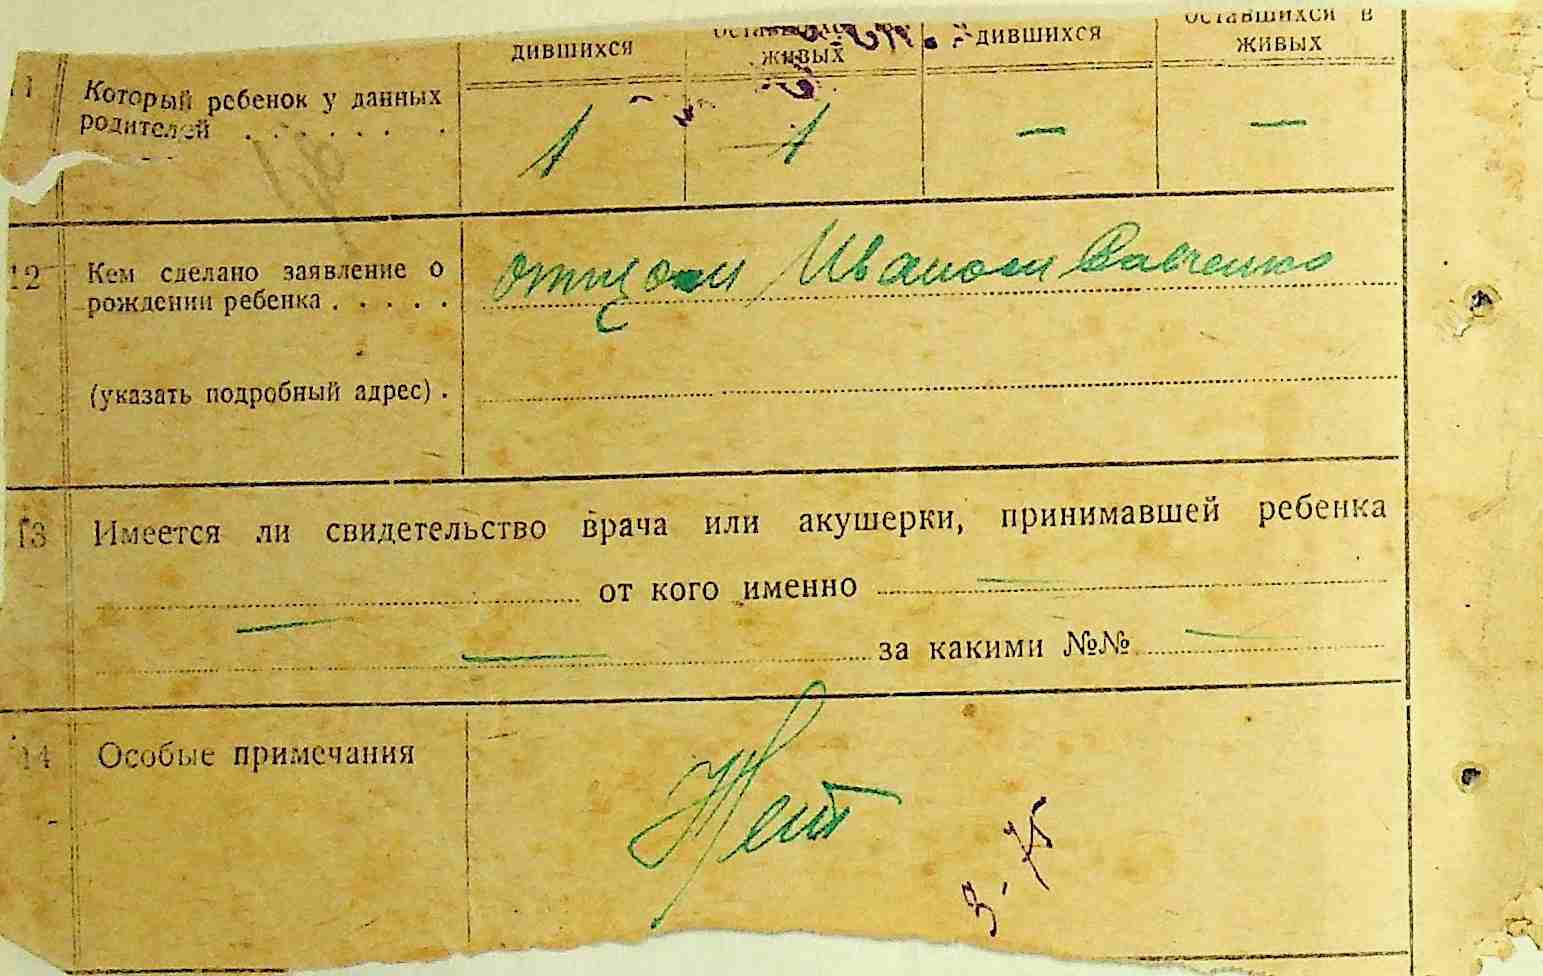 дившихся живых дившихся оставшихся в живых
11 Который ребенок у данных
родителей . . . . . . . 1 1 — —
12 Кем сделано заявление о
рождении ребенка . . . . . отцом Иваном Савченко
(указать подробный адрес) .
13 Имеется ли свидетельство врача или акушерки, принимавшей ребенка
— от кого именно —
— за какими №№ —
14 Особые примечания Нет